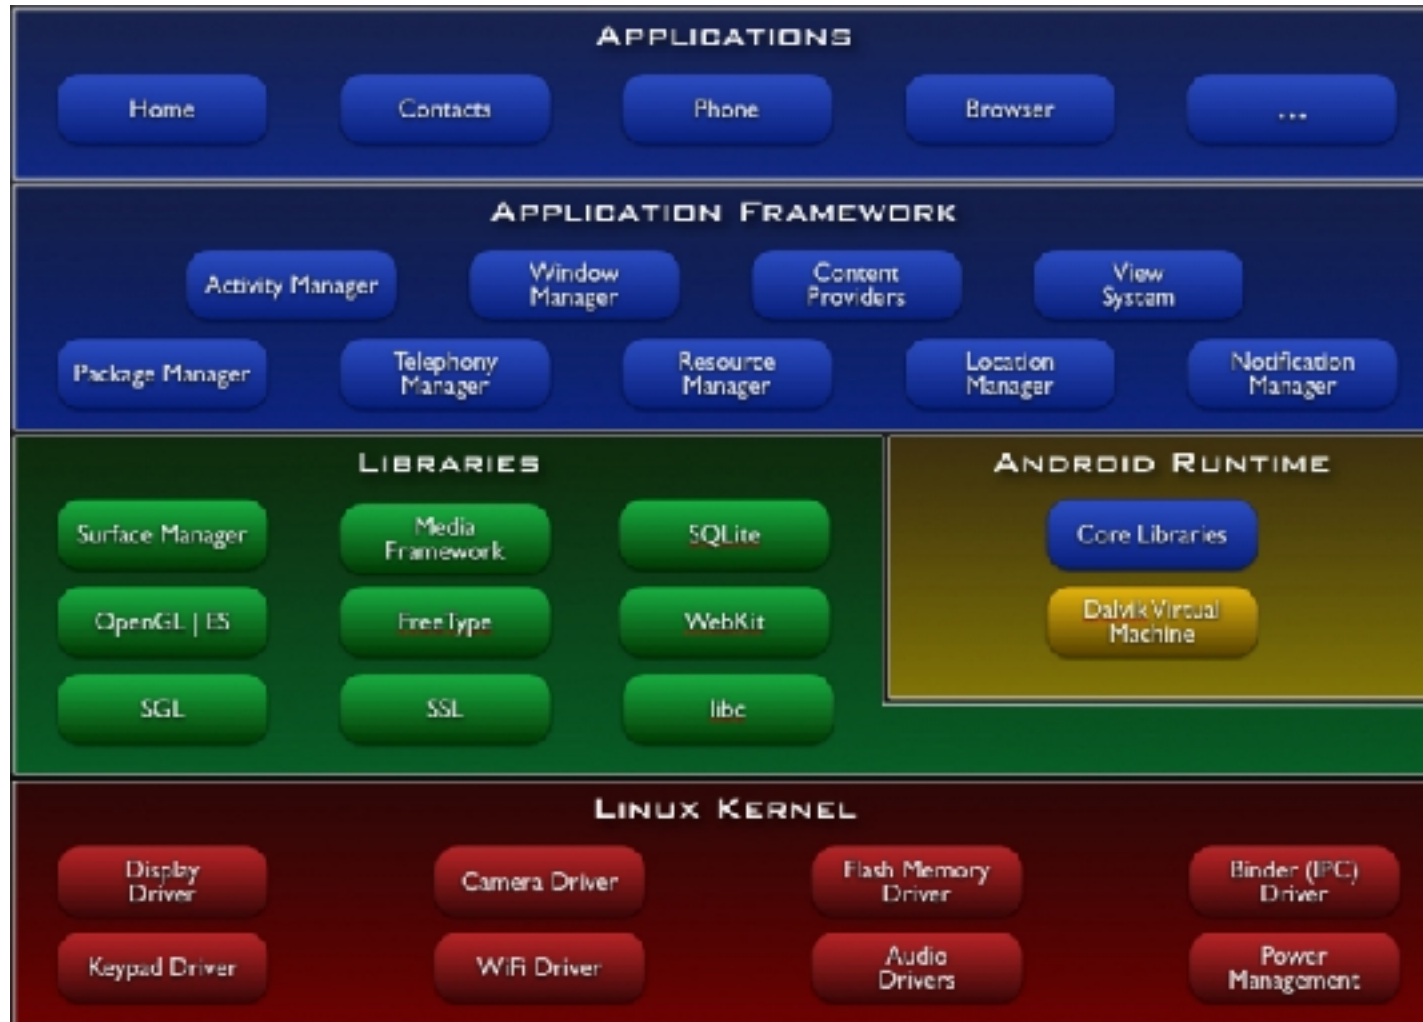 APPLICATIONS
Home
Contacts
Phone
Browser
...
APPLICATION FRAMEWORK
Activity Manager
Window
Manager
Content
Providers
View
System
Package Manager
Telephony
Manager
Resource
Manager
Location
Manager
Notification
Manager
LIBRARIES
Surface Manager
Media
Framework
SQLite
OpenGL | ES
FreeType
WebKit
SGL
SSL
libc
ANDROID RUNTIME
Core Libraries
Dalvik Virtual
Machine
LINUX KERNEL
Display
Driver
Camera Driver
Flash Memory
Driver
Binder (IPC)
Driver
Keypad Driver
WiFi Driver
Audio
Drivers
Power
Management